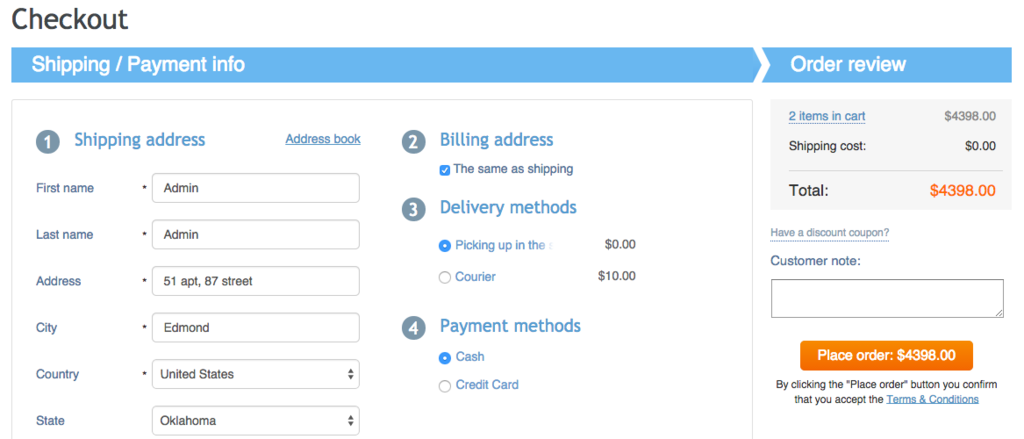 Checkout
Shipping / Payment info
Order review
1 Shipping address Address book
First name * Admin
Last name * Admin
Address * 51 apt, 87 street
City * Edmond
Country * United States
State * Oklahoma
2 Billing address
The same as shipping
3 Delivery methods
Picking up in the $0.00
Courier $10.00
4 Payment methods
Cash
Credit Card
2 items in cart $4398.00
Shipping cost: $0.00
Total: $4398.00
Have a discount coupon?
Customer note:
Place order: $4398.00
By clicking the "Place order" button you confirm
that you accept the Terms & Conditions